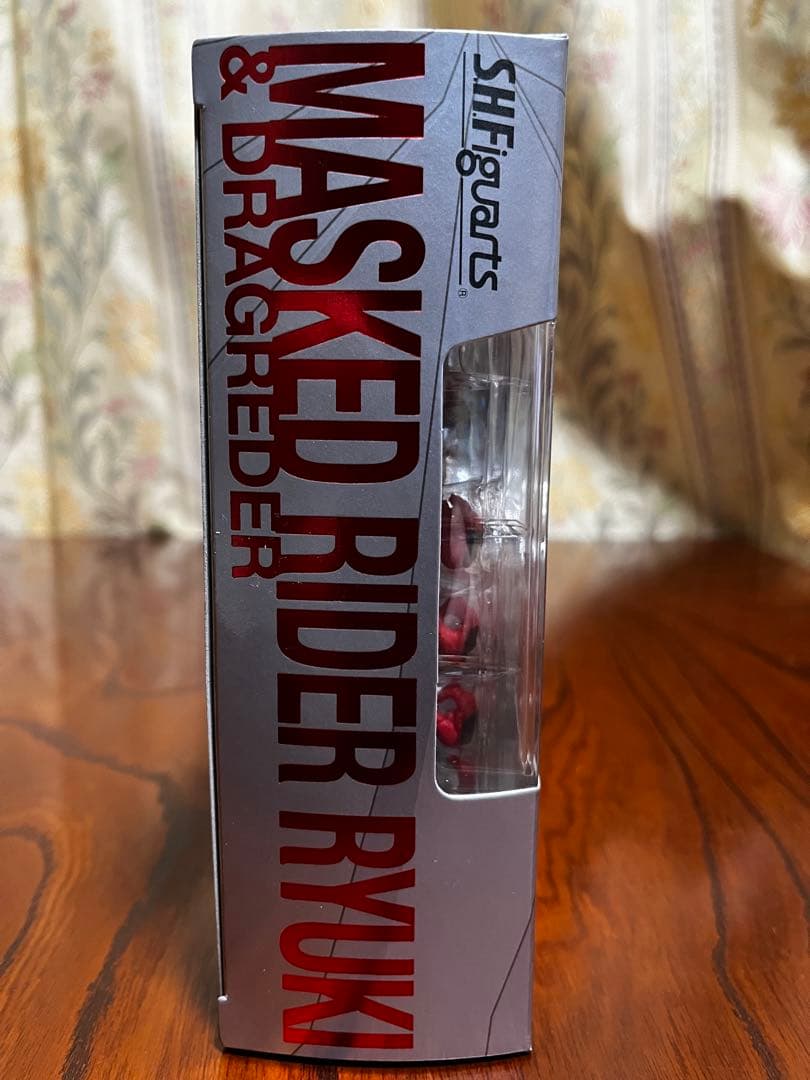 S.H.Figuarts®
MASKED RIDER RYUKI
& DRAGREDER